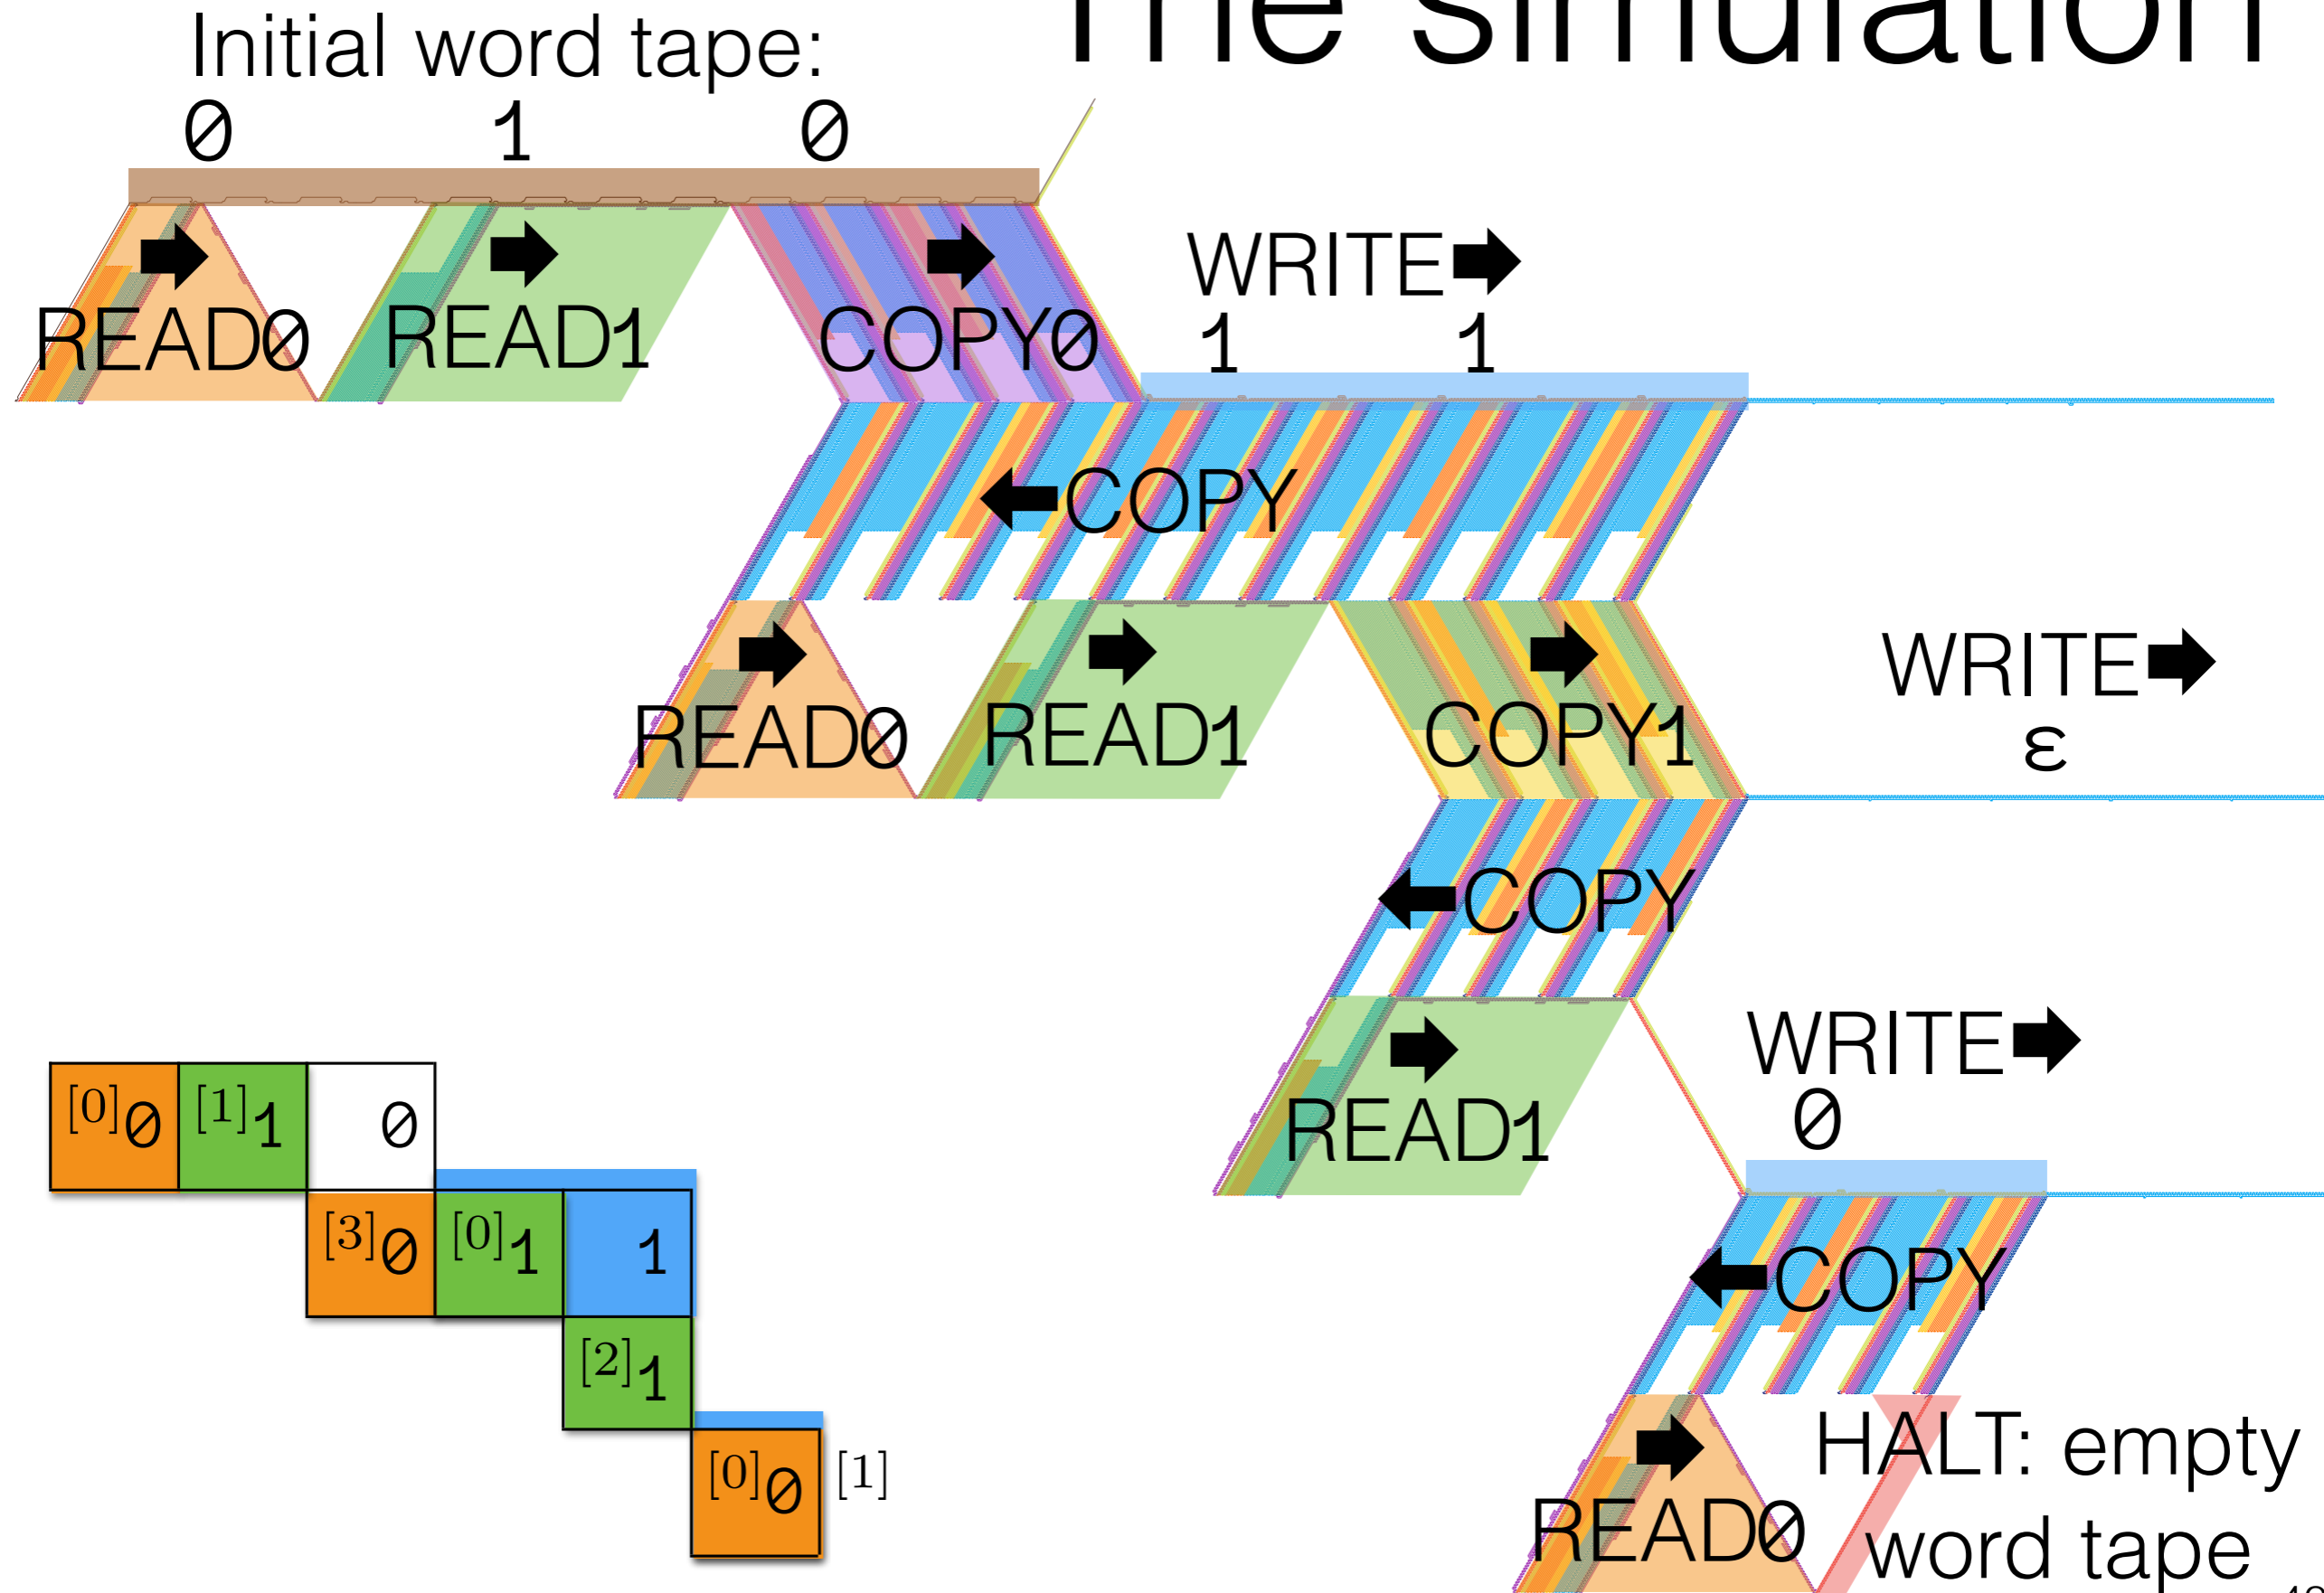 The simulation
Initial word tape:
0 1 0
READ0 READ1 COPY0
WRITE
1 1
COPY
READ0 READ1 COPY1
WRITE
ε
COPY
READ1
WRITE
0
COPY
READ0
HALT: empty
word tape
[0]0 [1]1 0
[3]0 [0]1 1
[2]1
[0]0 [1]